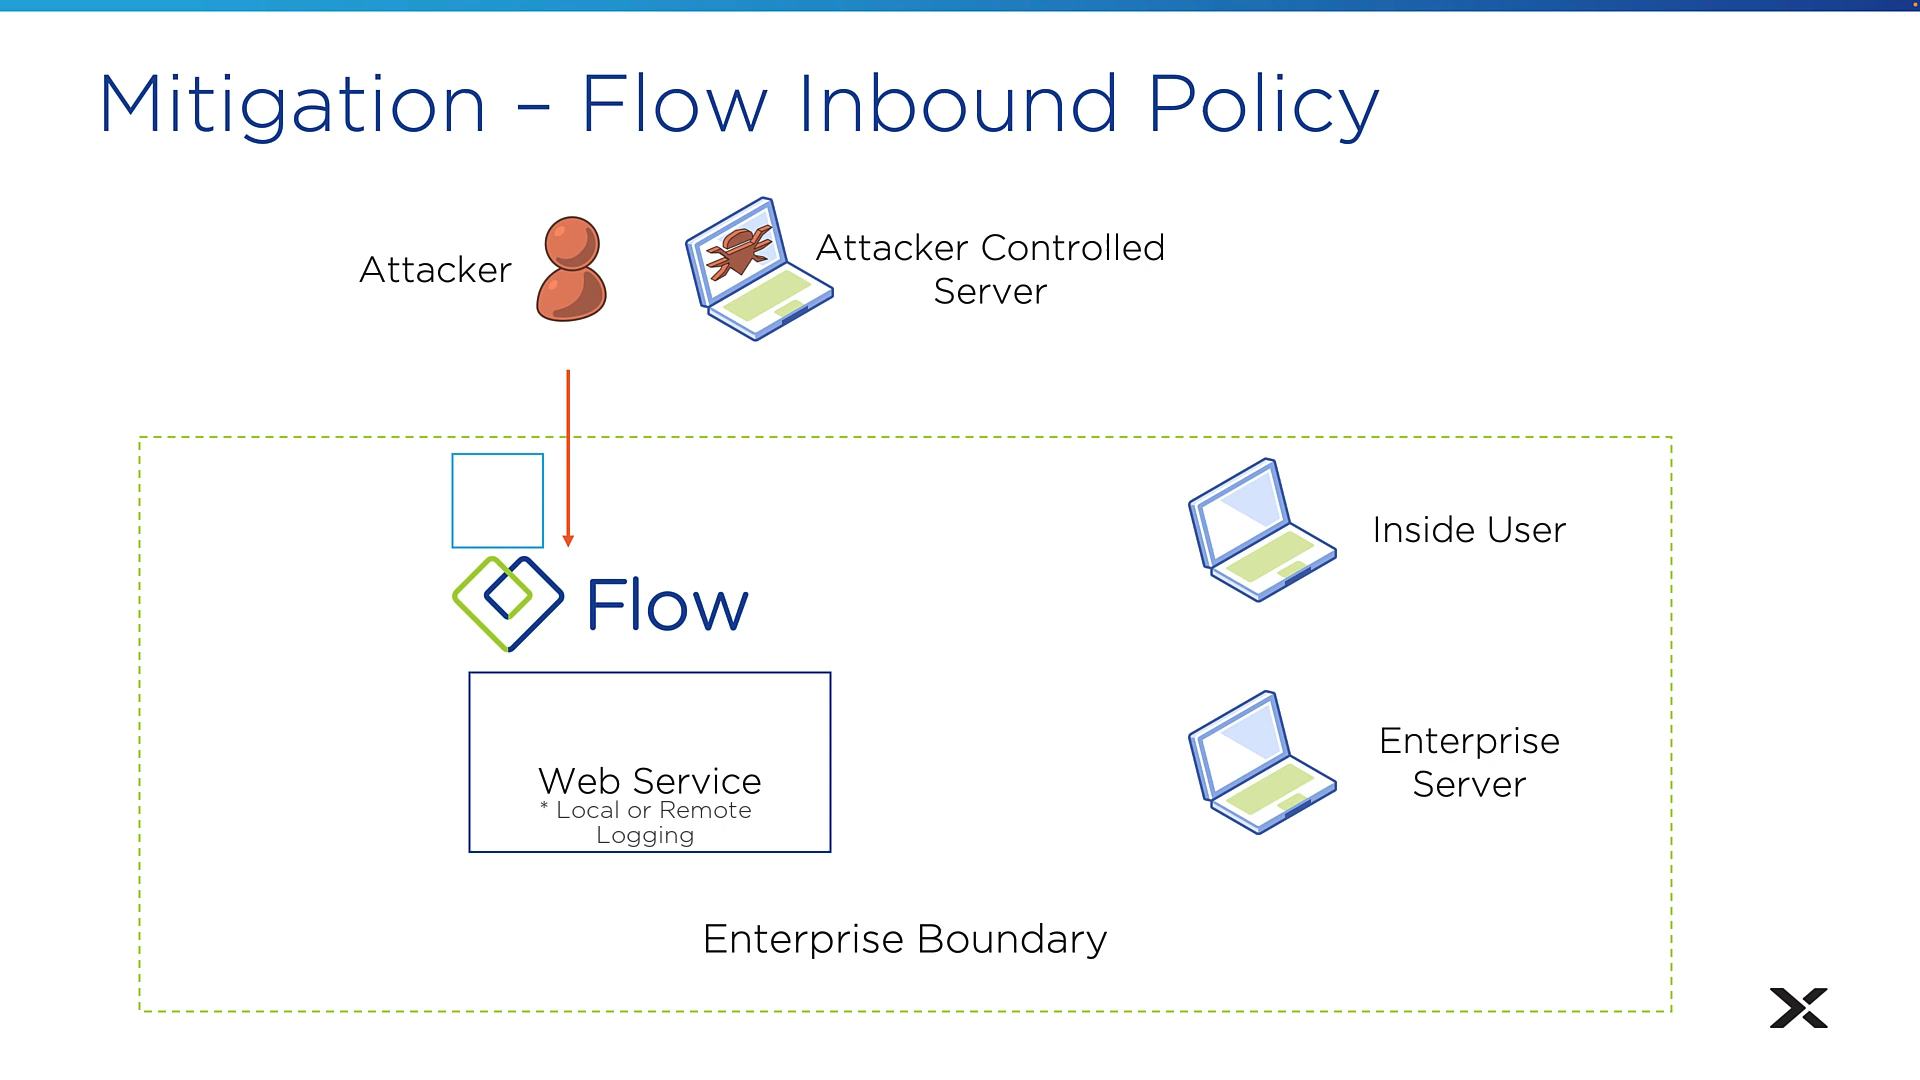 Mitigation – Flow Inbound Policy
Attacker
Attacker Controlled
Server
Flow
Inside User
Web Service
* Local or Remote
Logging
Enterprise
Server
Enterprise Boundary